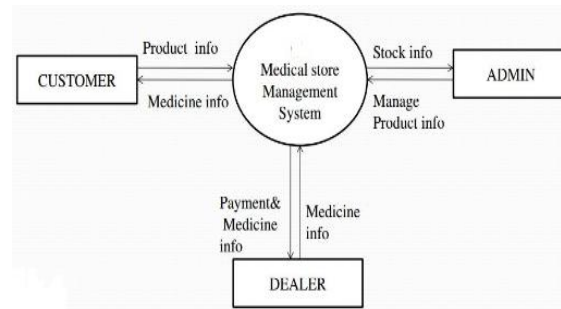 Product info
CUSTOMER
Medicine info
Medical store
Management
System
Stock info
ADMIN
Manage
Product info
Payment&
Medicine
info
Medicine
info
DEALER